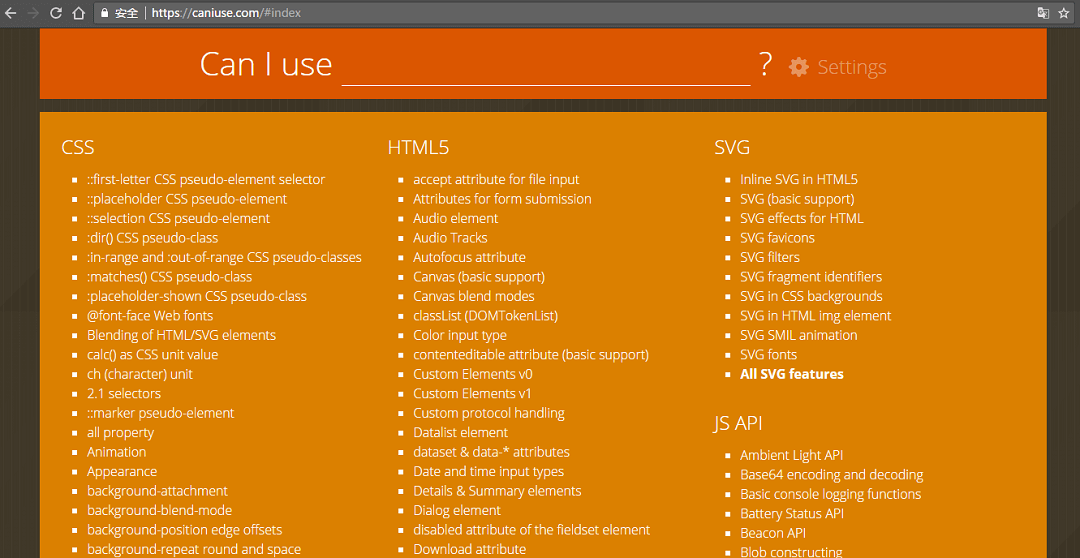 安全 https://caniuse.com/#index
Can I use ? Settings
CSS
::first-letter CSS pseudo-element selector
::placeholder CSS pseudo-element
::selection CSS pseudo-element
:dir() CSS pseudo-class
:in-range and :out-of-range CSS pseudo-classes
:matches() CSS pseudo-class
:placeholder-shown CSS pseudo-class
@font-face Web fonts
Blending of HTML/SVG elements
calc() as CSS unit value
ch (character) unit
2.1 selectors
::marker pseudo-element
all property
Animation
Appearance
background-attachment
background-blend-mode
background-position edge offsets
background-repeat round and space
HTML5
accept attribute for file input
Attributes for form submission
Audio element
Audio Tracks
Autofocus attribute
Canvas (basic support)
Canvas blend modes
classList (DOMTokenList)
Color input type
contenteditable attribute (basic support)
Custom Elements v0
Custom Elements v1
Custom protocol handling
Datalist element
dataset & data-* attributes
Date and time input types
Details & Summary elements
Dialog element
disabled attribute of the fieldset element
Download attribute
SVG
Inline SVG in HTML5
SVG (basic support)
SVG effects for HTML
SVG favicons
SVG filters
SVG fragment identifiers
SVG in CSS backgrounds
SVG in HTML img element
SVG SMIL animation
SVG fonts
All SVG features
JS API
Ambient Light API
Base64 encoding and decoding
Basic console logging functions
Battery Status API
Beacon API
Blob constructing